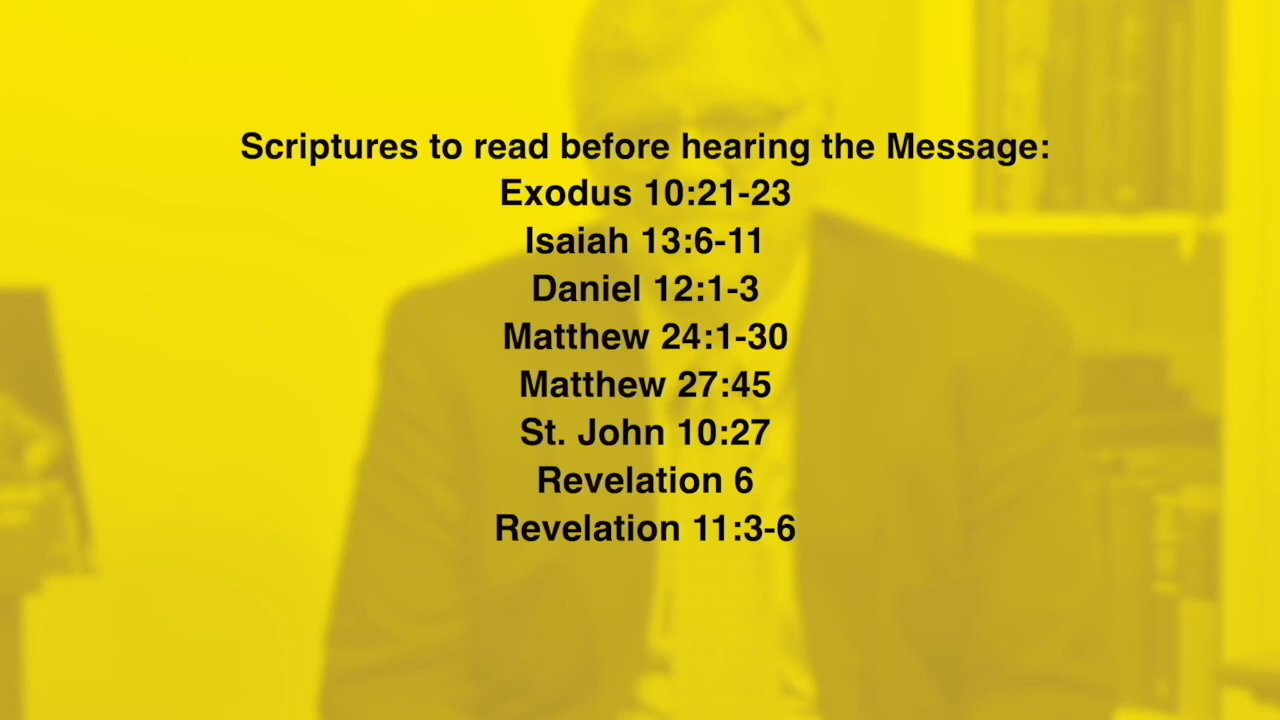 Scriptures to read before hearing the Message:
Exodus 10:21-23
Isaiah 13:6-11
Daniel 12:1-3
Matthew 24:1-30
Matthew 27:45
St. John 10:27
Revelation 6
Revelation 11:3-6